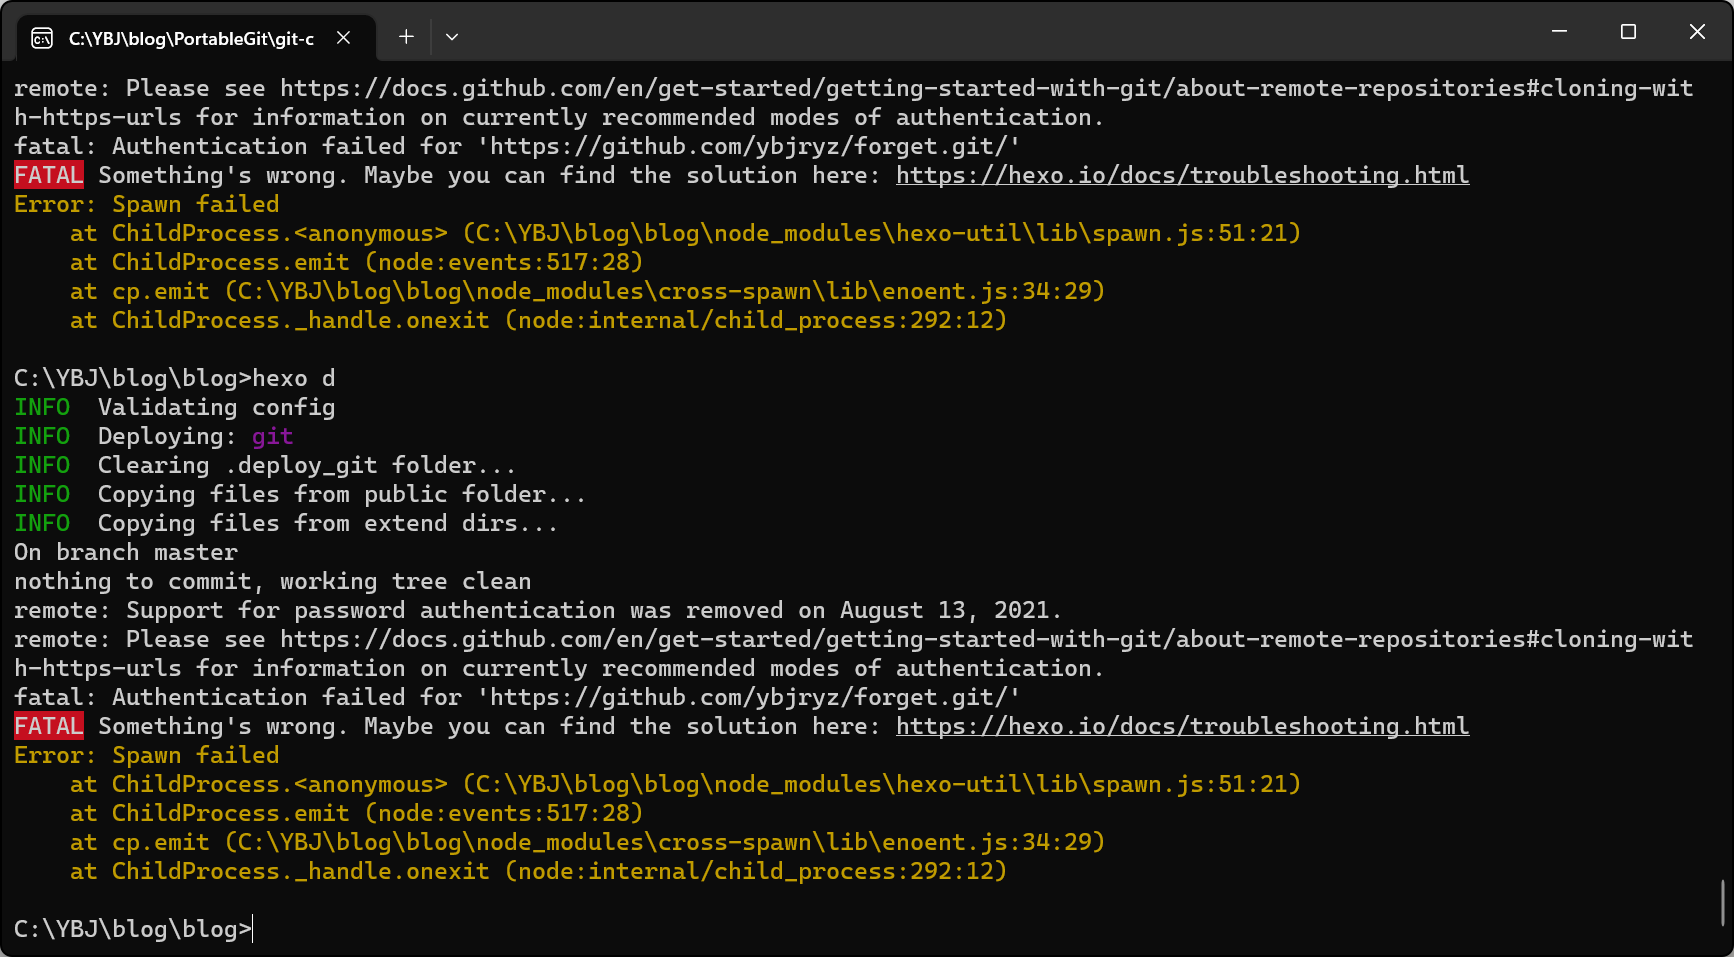 C:\YBJ\blog\PortableGit\git-c
remote: Please see https://docs.github.com/en/get-started/getting-started-with-git/about-remote-repositories#cloning-wit
h-https-urls for information on currently recommended modes of authentication.
fatal: Authentication failed for 'https://github.com/ybjryz/forget.git/'
FATAL Something's wrong. Maybe you can find the solution here: https://hexo.io/docs/troubleshooting.html
Error: Spawn failed
    at ChildProcess.<anonymous> (C:\YBJ\blog\blog\node_modules\hexo-util\lib\spawn.js:51:21)
    at ChildProcess.emit (node:events:517:28)
    at cp.emit (C:\YBJ\blog\blog\node_modules\cross-spawn\lib\enoent.js:34:29)
    at ChildProcess._handle.onexit (node:internal/child_process:292:12)
C:\YBJ\blog\blog>hexo d
INFO  Validating config
INFO  Deploying: git
INFO  Clearing .deploy_git folder...
INFO  Copying files from public folder...
INFO  Copying files from extend dirs...
On branch master
nothing to commit, working tree clean
remote: Support for password authentication was removed on August 13, 2021.
remote: Please see https://docs.github.com/en/get-started/getting-started-with-git/about-remote-repositories#cloning-wit
h-https-urls for information on currently recommended modes of authentication.
fatal: Authentication failed for 'https://github.com/ybjryz/forget.git/'
FATAL Something's wrong. Maybe you can find the solution here: https://hexo.io/docs/troubleshooting.html
Error: Spawn failed
    at ChildProcess.<anonymous> (C:\YBJ\blog\blog\node_modules\hexo-util\lib\spawn.js:51:21)
    at ChildProcess.emit (node:events:517:28)
    at cp.emit (C:\YBJ\blog\blog\node_modules\cross-spawn\lib\enoent.js:34:29)
    at ChildProcess._handle.onexit (node:internal/child_process:292:12)
C:\YBJ\blog\blog>